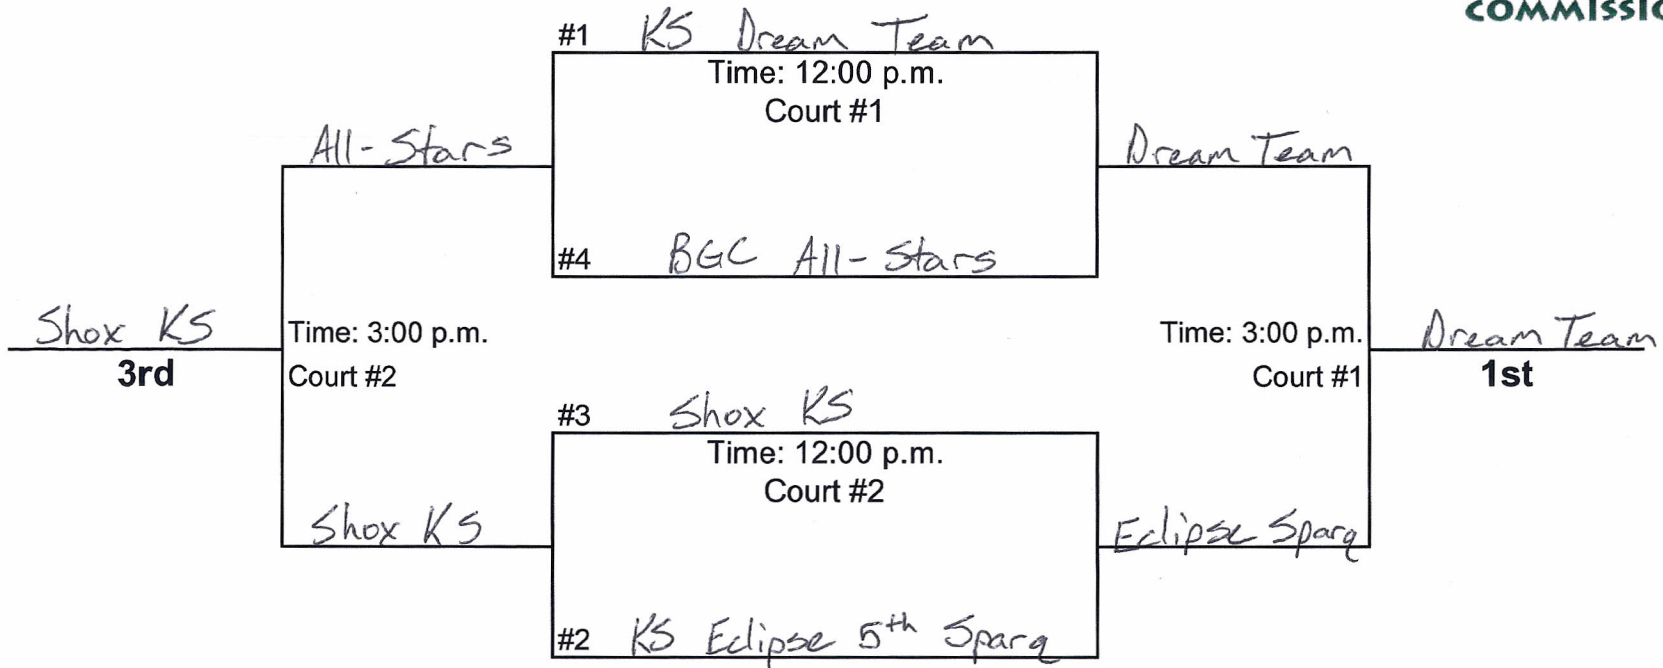 COMMISSIO
#1 KS Dream Team
Time: 12:00 p.m.
Court #1
All-Stars
Dream Team
#4 BGC All-Stars
Shox KS
3rd
Time: 3:00 p.m.
Court #2
Time: 3:00 p.m.
Court #1
Dream Team
1st
#3 Shox KS
Time: 12:00 p.m.
Court #2
Shox KS
Eclipse Sparq
#2 KS Eclipse 5th Sparq